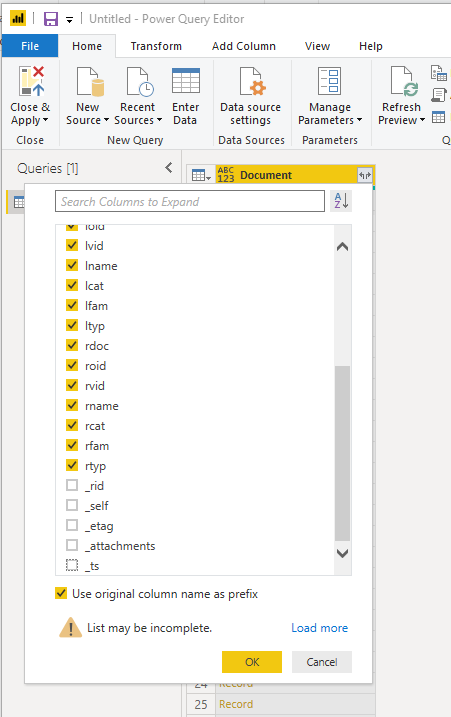 Untitled - Power Query Editor
File Home Transform Add Column View Help
Close & Apply New Source Recent Sources Enter Data Data source settings Manage Parameters Refresh Preview
Close New Query Data Sources Parameters
Queries [1]
ABC 123 Document
Search Columns to Expand
A Z
loid
lvid
lname
lcat
lfam
ltyp
rdoc
roid
rvid
rname
rcat
rfam
rtyp
_rid
_self
_etag
_attachments
_ts
Use original column name as prefix
List may be incomplete. Load more
OK Cancel
24 Record
25 Record